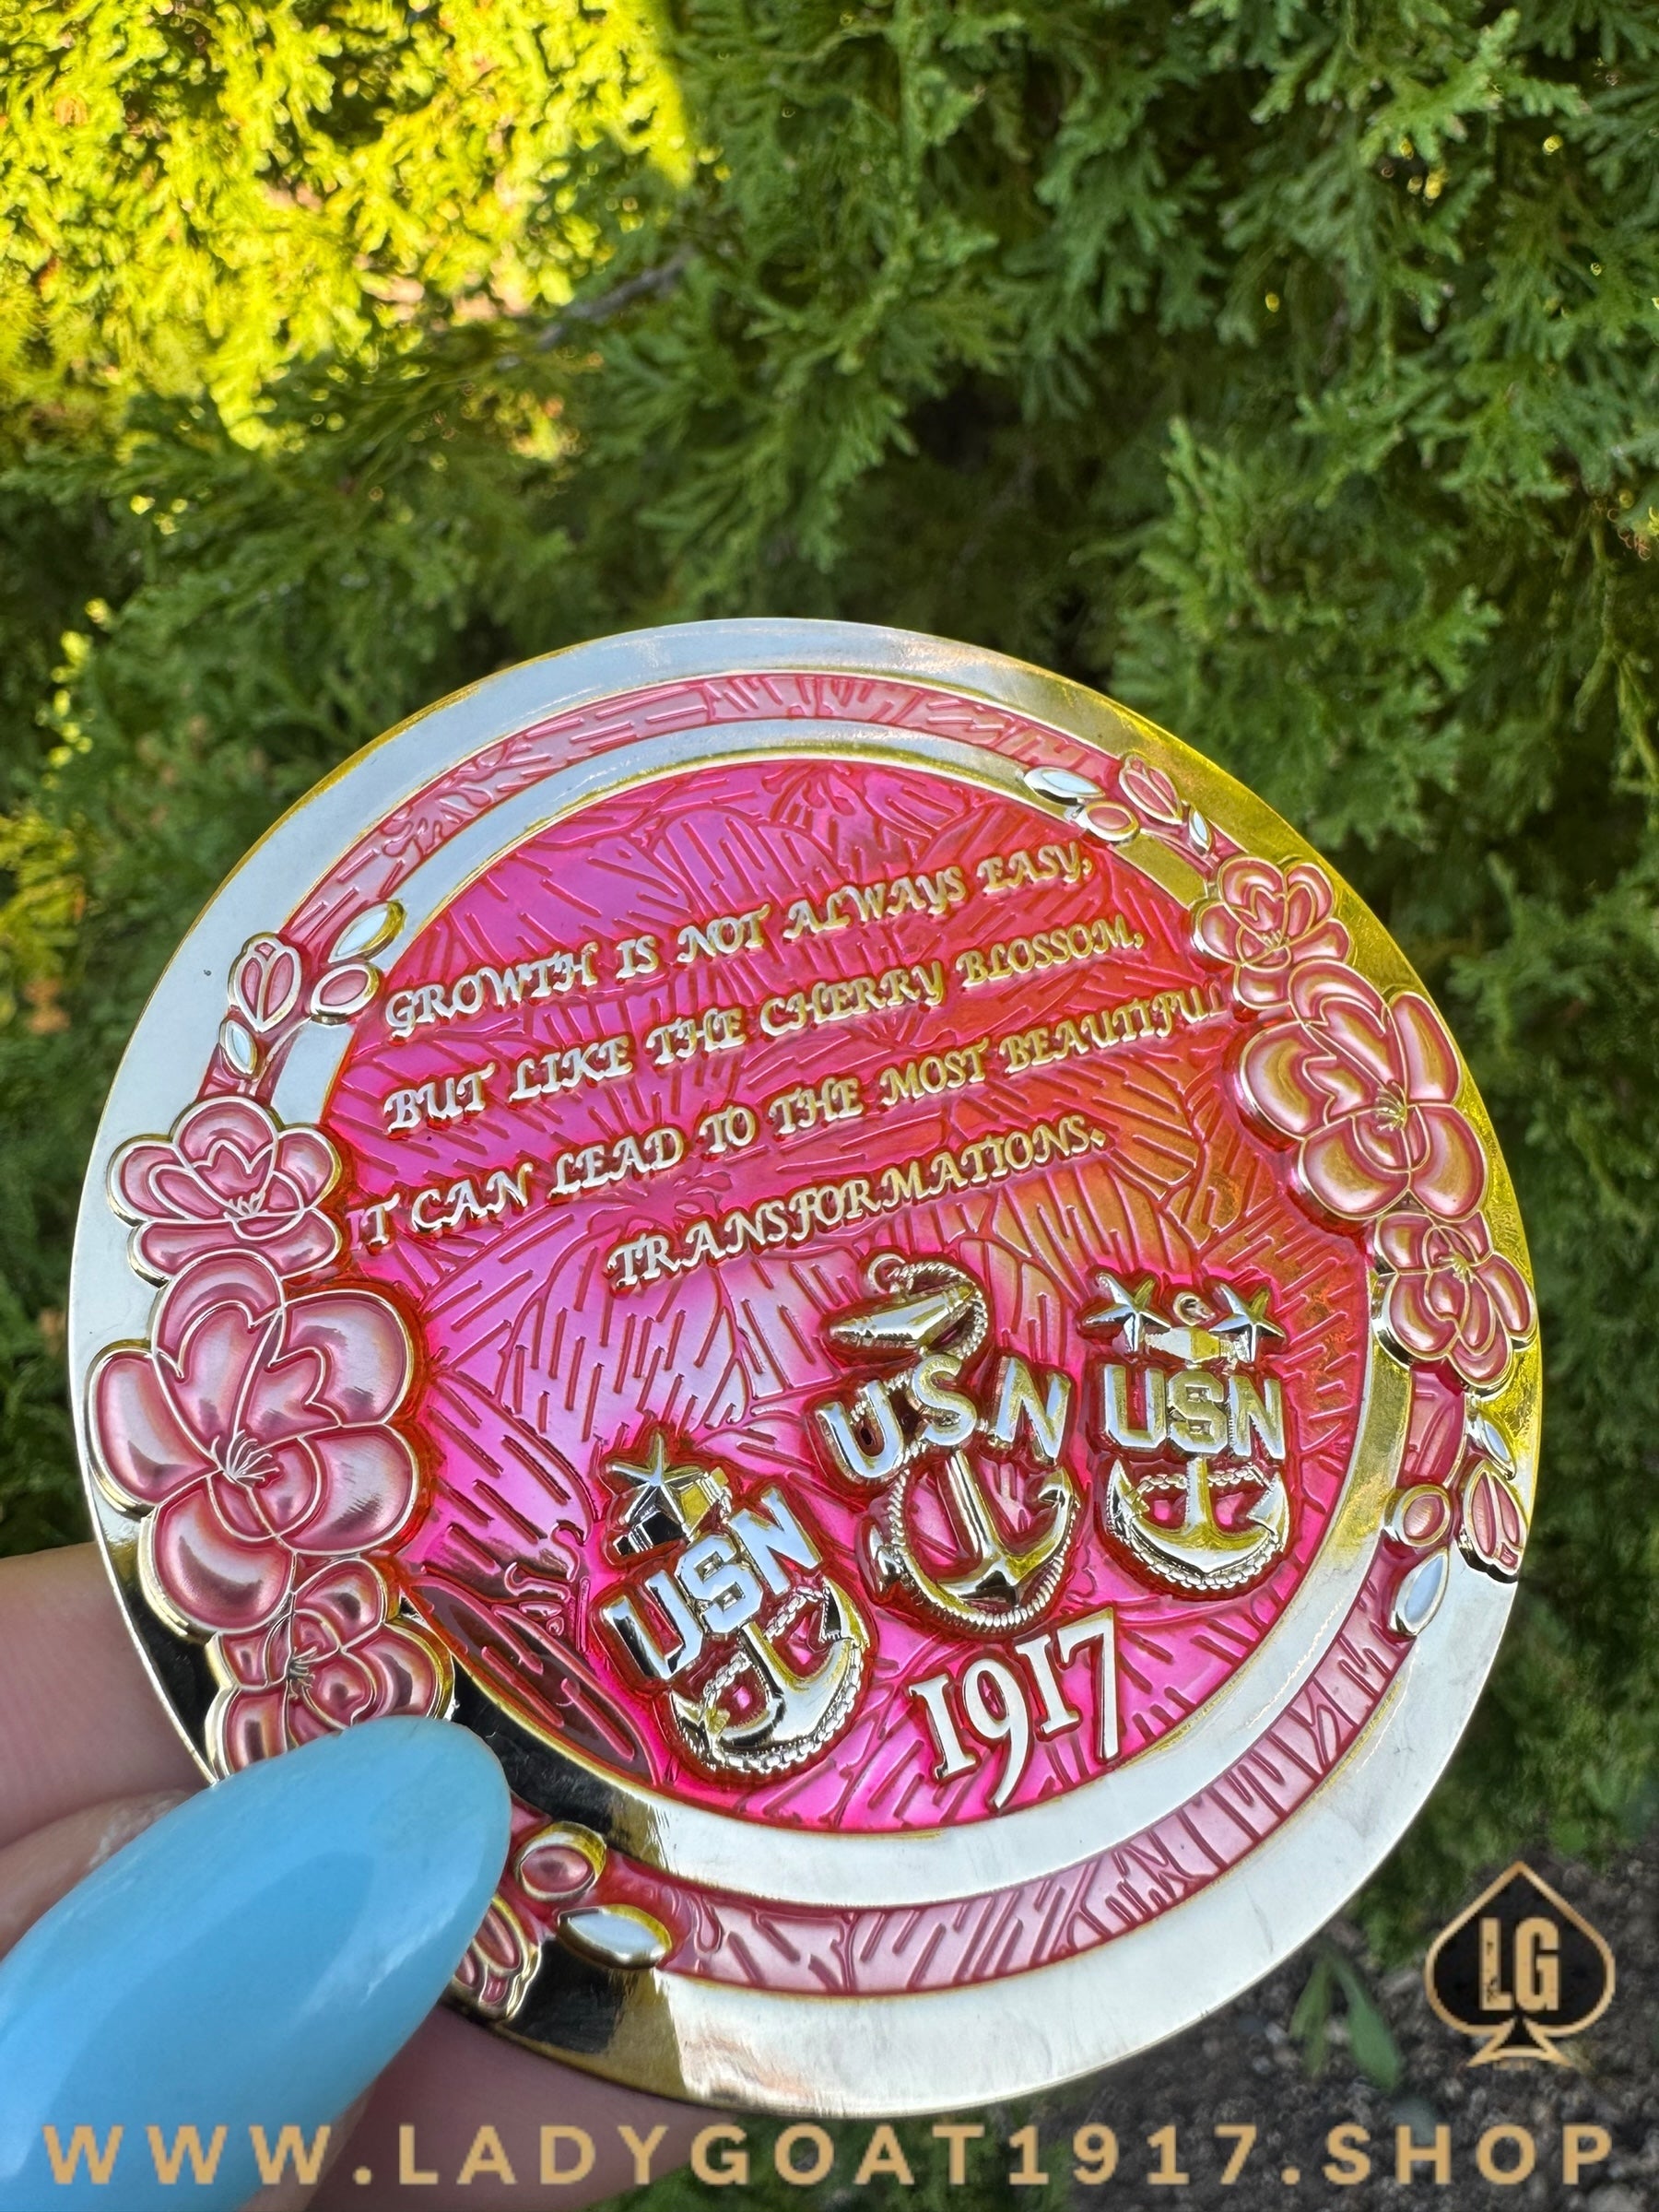 GROWTH IS NOT ALWAYS EASY,
BUT LIKE THE CHERRY BLOSSOM,
IT CAN LEAD TO THE MOST BEAUTIFUL
TRANSFORMATIONS.
USN
USN
USN
1917
LG
WWW.LADYGOAT1917.SHOP